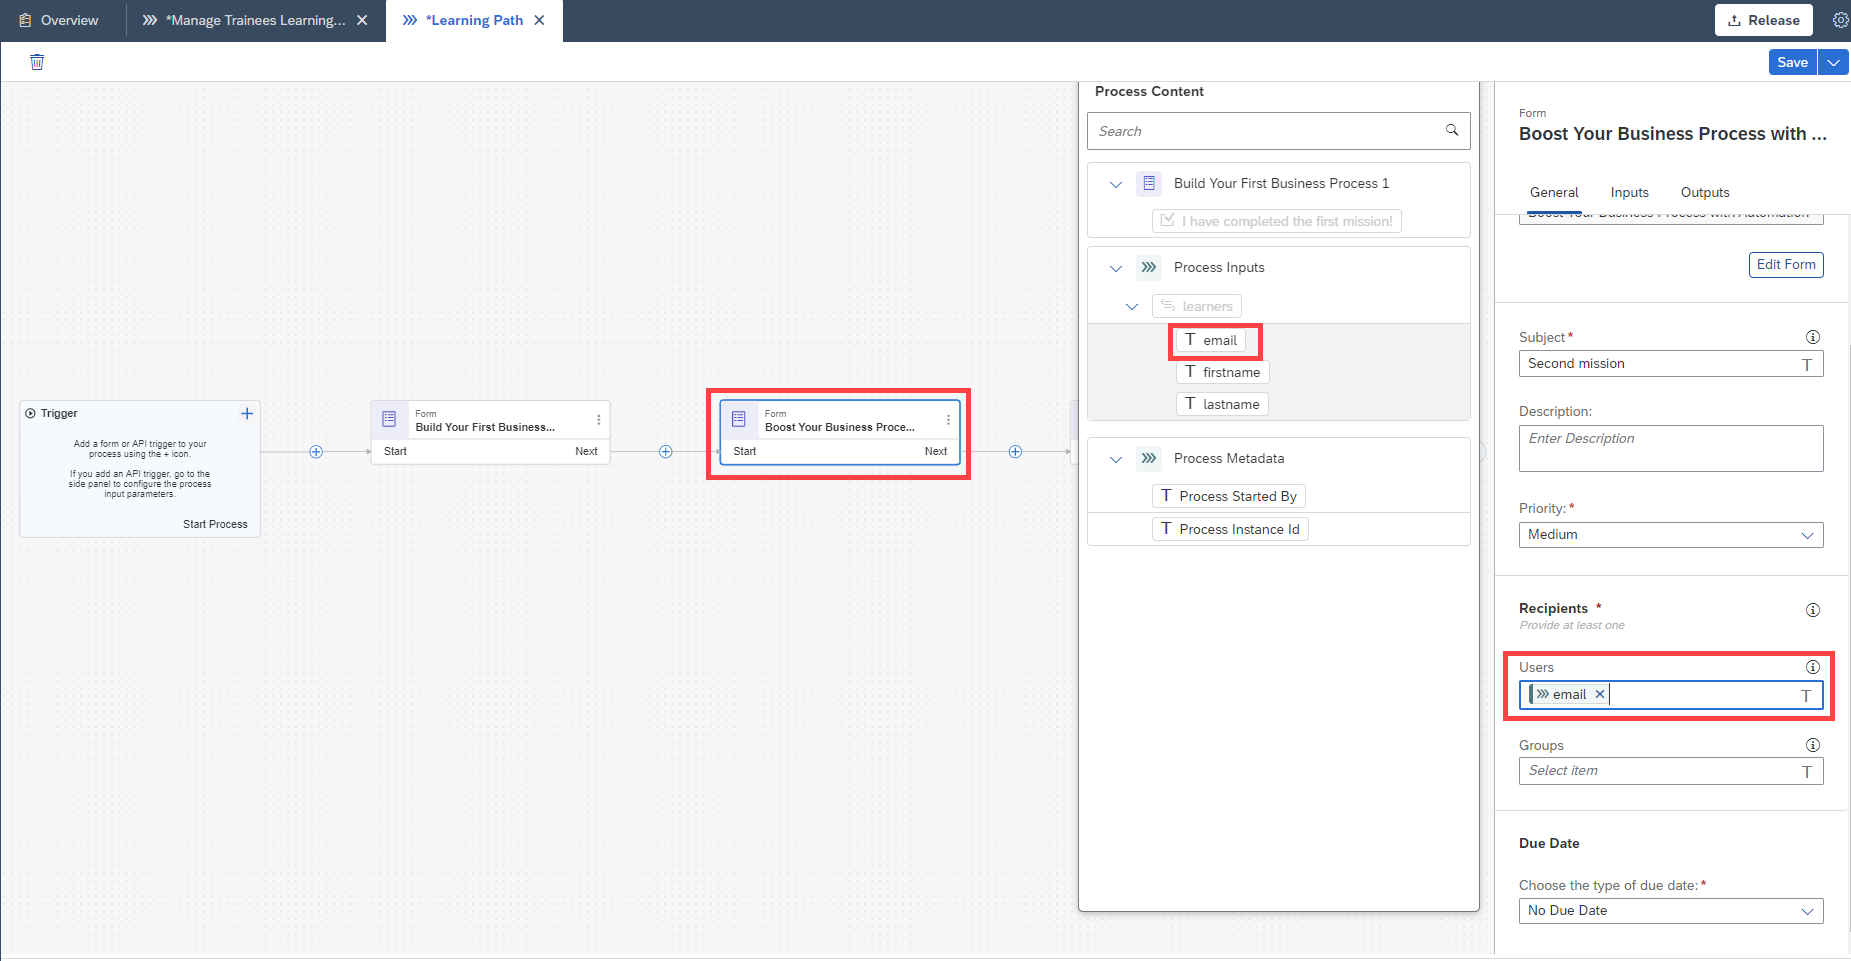 Overview
*Manage Trainees Learning...
*Learning Path
Release
Save
Trigger
Add a form or API trigger to your
process using the + icon.
If you add an API trigger, go to the
side panel to configure the process
input parameters.
Start Process
Form
Build Your First Business...
Start
Next
Form
Boost Your Business Proce...
Start
Next
Process Content
Search
Build Your First Business Process 1
I have completed the first mission!
Process Inputs
learners
T email
T firstname
T lastname
Process Metadata
T Process Started By
T Process Instance Id
Form
Boost Your Business Process with ...
General
Inputs
Outputs
Boost Your Business Process with Automation
Edit Form
Subject*
Second mission
T
Description:
Enter Description
Priority:*
Medium
Recipients *
Provide at least one
Users
email
T
Groups
Select item
T
Due Date
Choose the type of due date:*
No Due Date